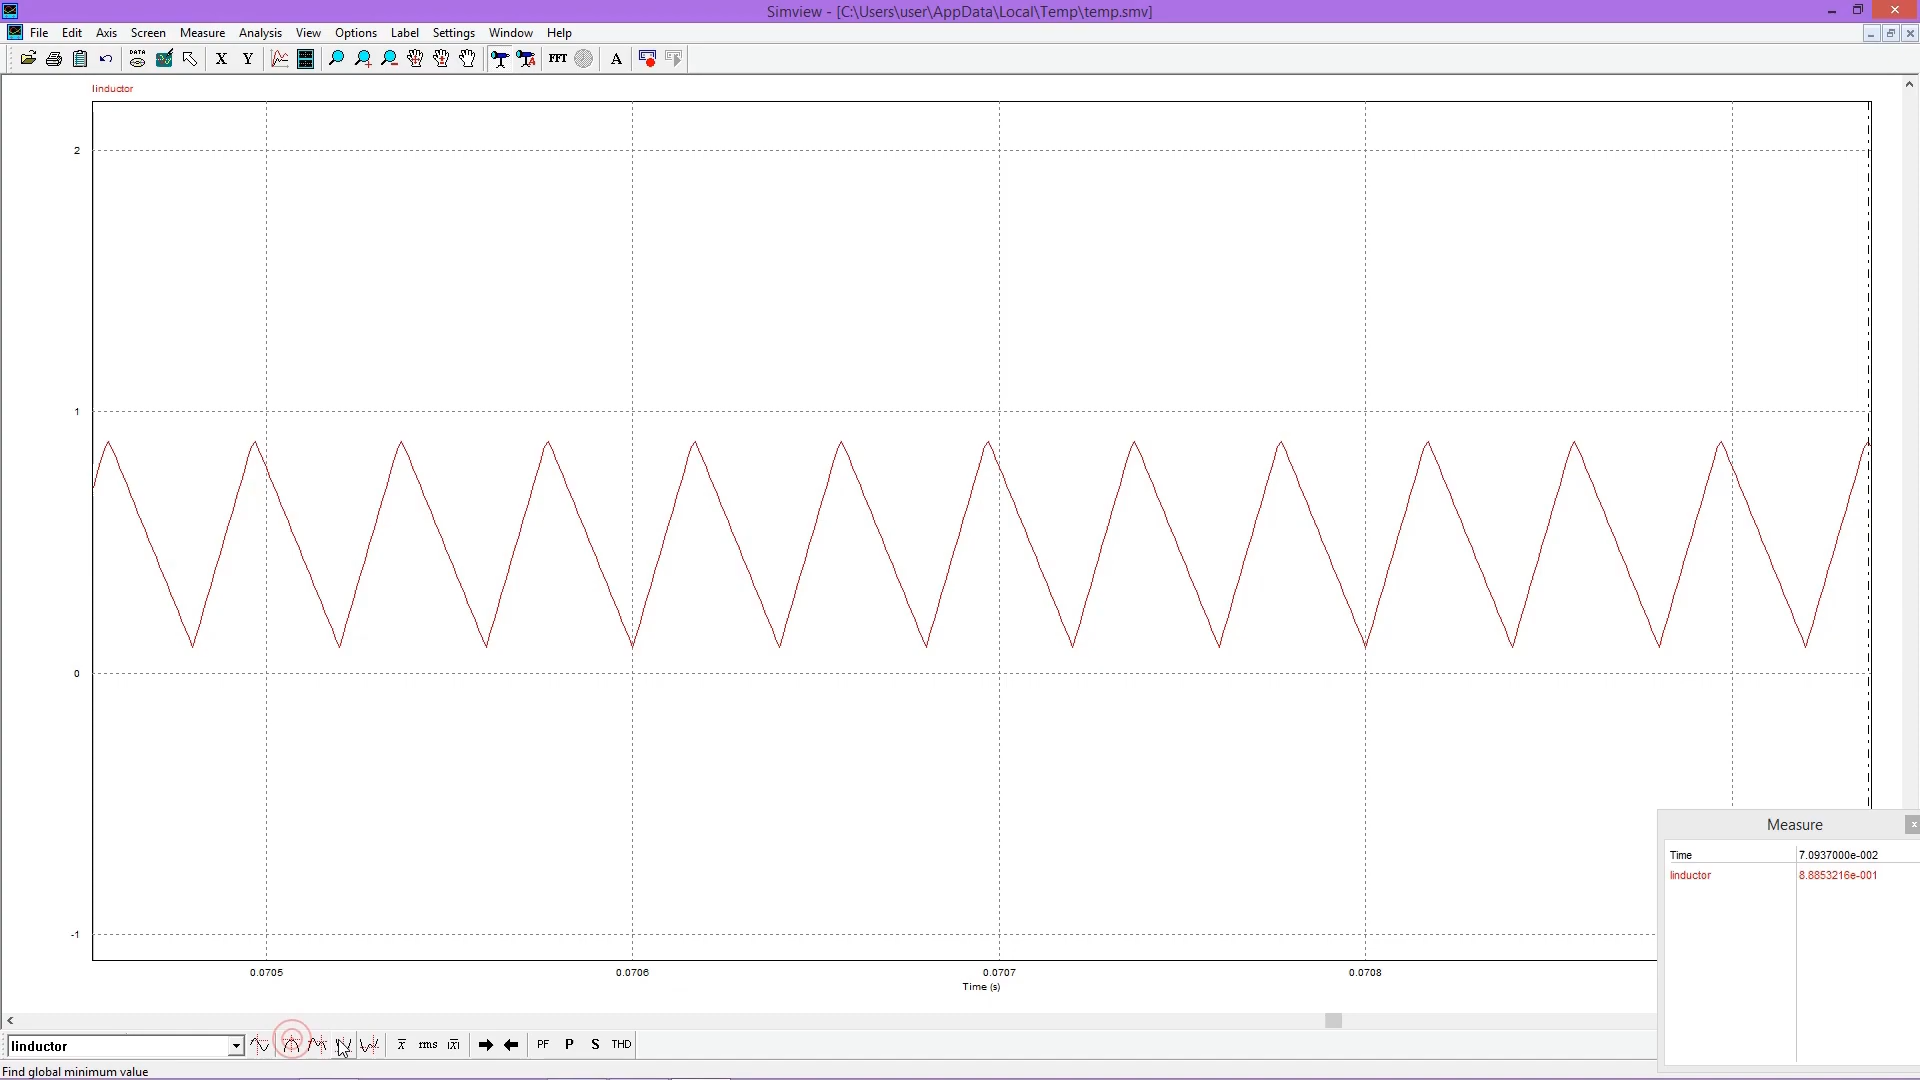 Simview - [C:\Users\user\AppData\Local\Temp\temp.smv]
File Edit Axis Screen Measure Analysis View Options Label Settings Window Help
DATA X Y FFT A
Iinductor
2
1
0
-1
0.0705 0.0706 0.0707 0.0708
Time (s)
Measure
Time 7.0937000e-002
Iinductor 8.8853216e-001
Iinductor x rms |x| PF P S THD
Find global minimum value